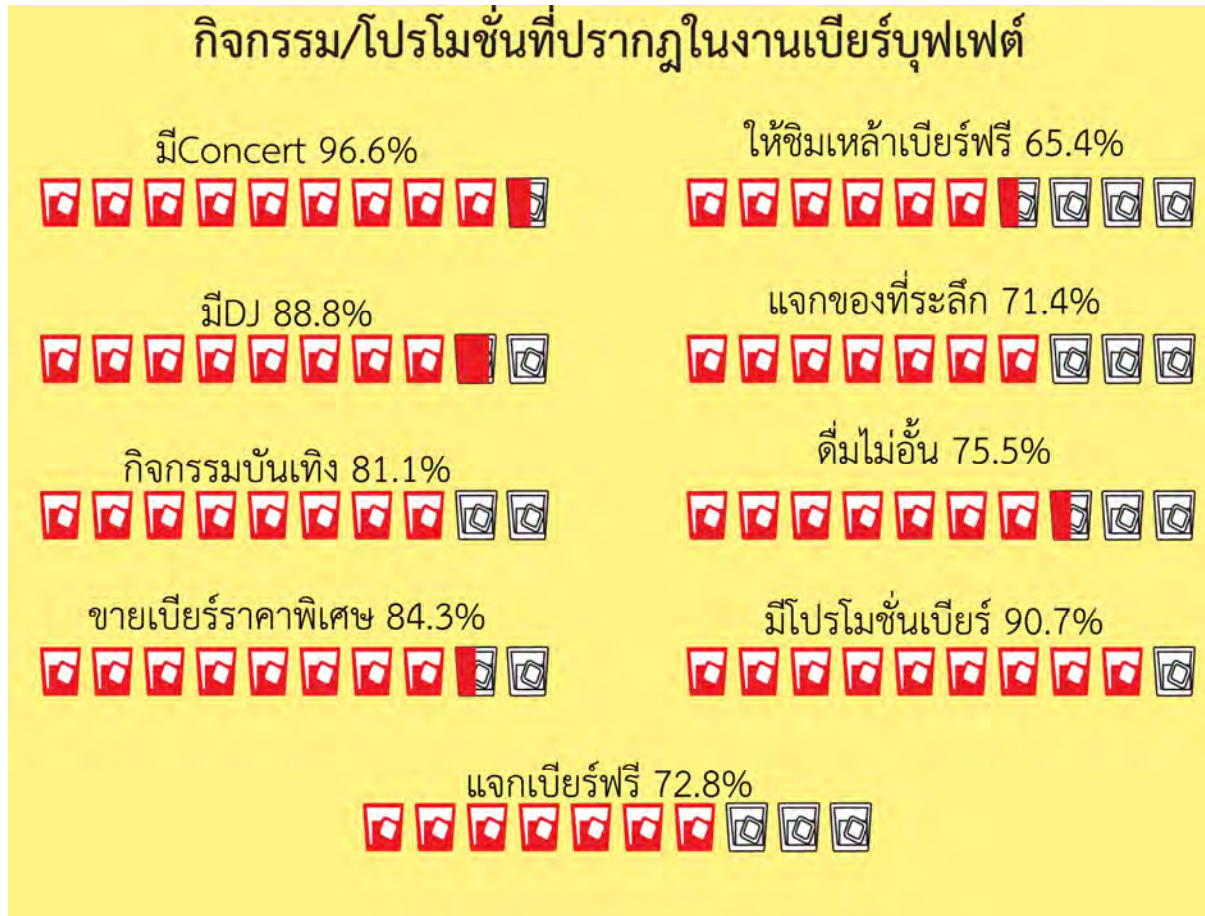 กิจกรรม/โปรโมชั่นที่ปรากฏในงานเบียร์บุฟเฟต์
มีConcert 96.6%
ให้ชิมเหล้าเบียร์ฟรี 65.4%
มีDJ 88.8%
แจกของที่ระลึก 71.4%
กิจกรรมบันเทิง 81.1%
ดื่มไม่อั้น 75.5%
ขายเบียร์ราคาพิเศษ 84.3%
มีโปรโมชั่นเบียร์ 90.7%
แจกเบียร์ฟรี 72.8%